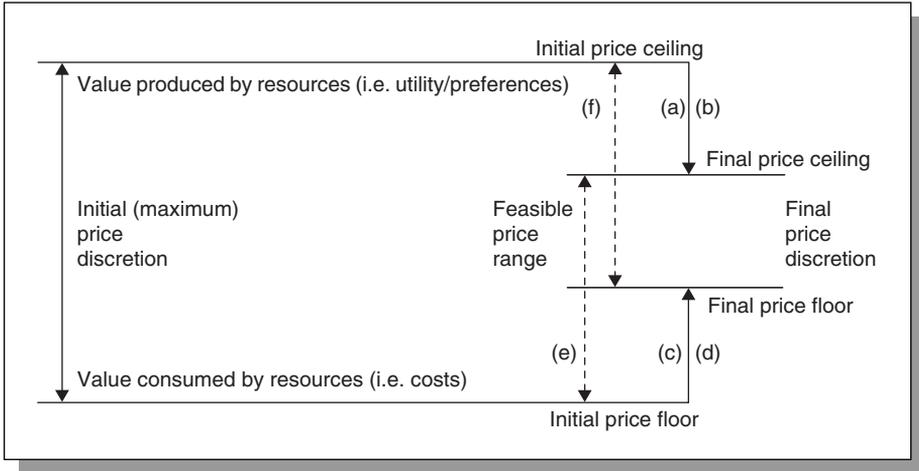 Initial price ceiling
Value produced by resources (i.e. utility/preferences)
(f)
(a)
(b)
Final price ceiling
Initial (maximum)
price
discretion
Feasible
price
range
Final
price
discretion
Final price floor
(e)
(c)
(d)
Value consumed by resources (i.e. costs)
Initial price floor